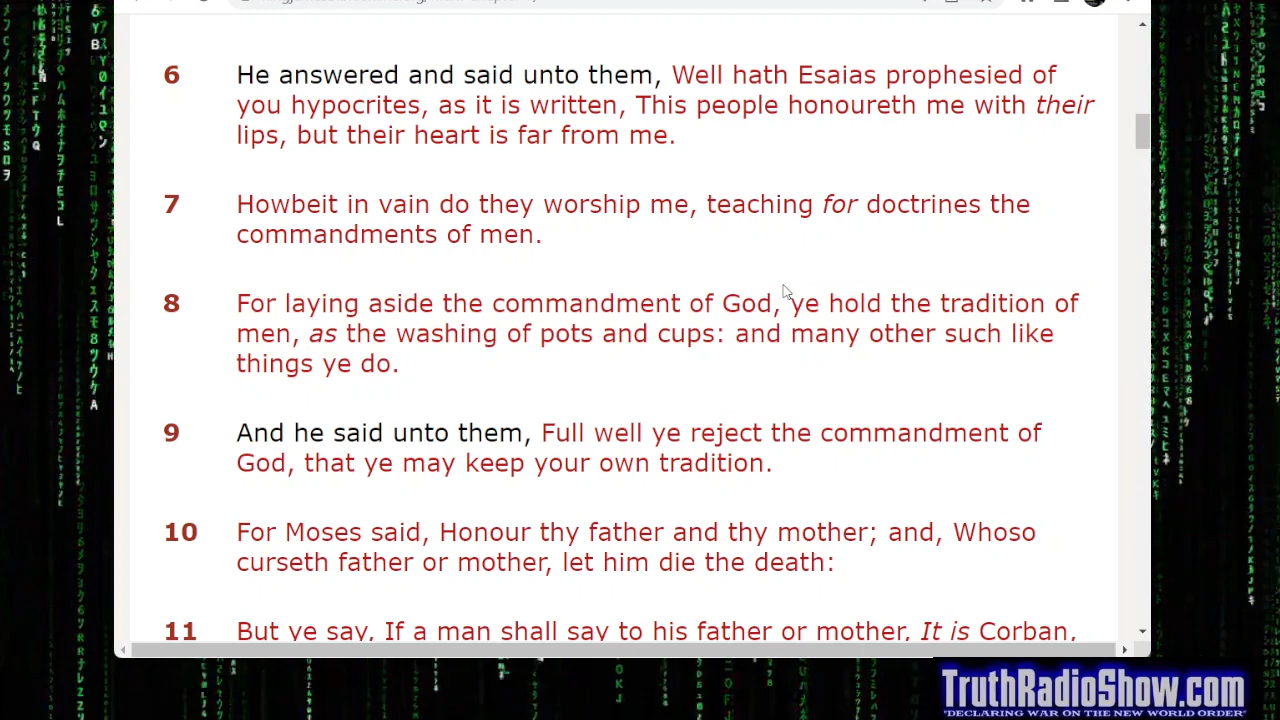 6 He answered and said unto them, Well hath Esaias prophesied of
you hypocrites, as it is written, This people honoureth me with their
lips, but their heart is far from me.
7 Howbeit in vain do they worship me, teaching for doctrines the
commandments of men.
8 For laying aside the commandment of God, ye hold the tradition of
men, as the washing of pots and cups: and many other such like
things ye do.
9 And he said unto them, Full well ye reject the commandment of
God, that ye may keep your own tradition.
10 For Moses said, Honour thy father and thy mother; and, Whoso
curseth father or mother, let him die the death:
11 But ye say, If a man shall say to his father or mother, It is Corban,
TruthRadioShow.com
"DECLARING WAR ON THE NEW WORLD ORDER"